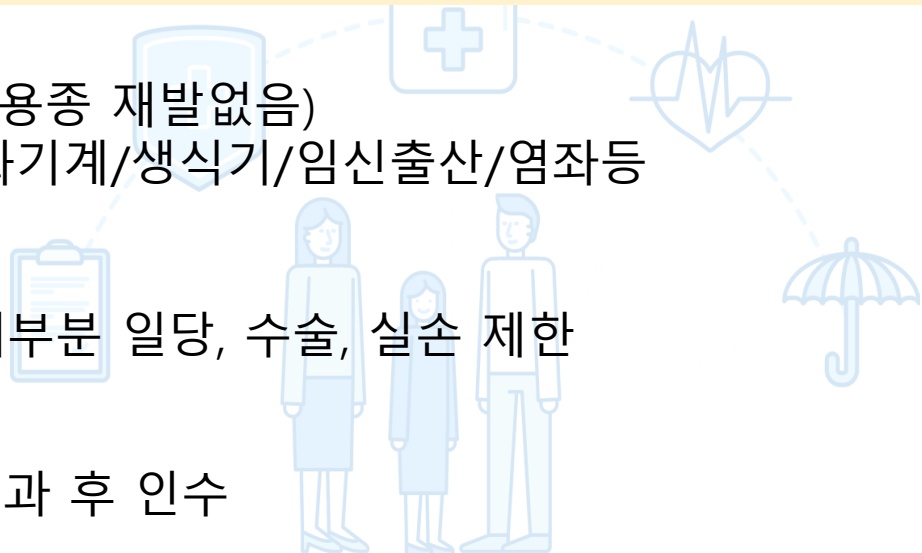 용종 재발없음)
화기계/생식기/임신출산/염좌등
부분 일당, 수술, 실손 제한
과 후 인수